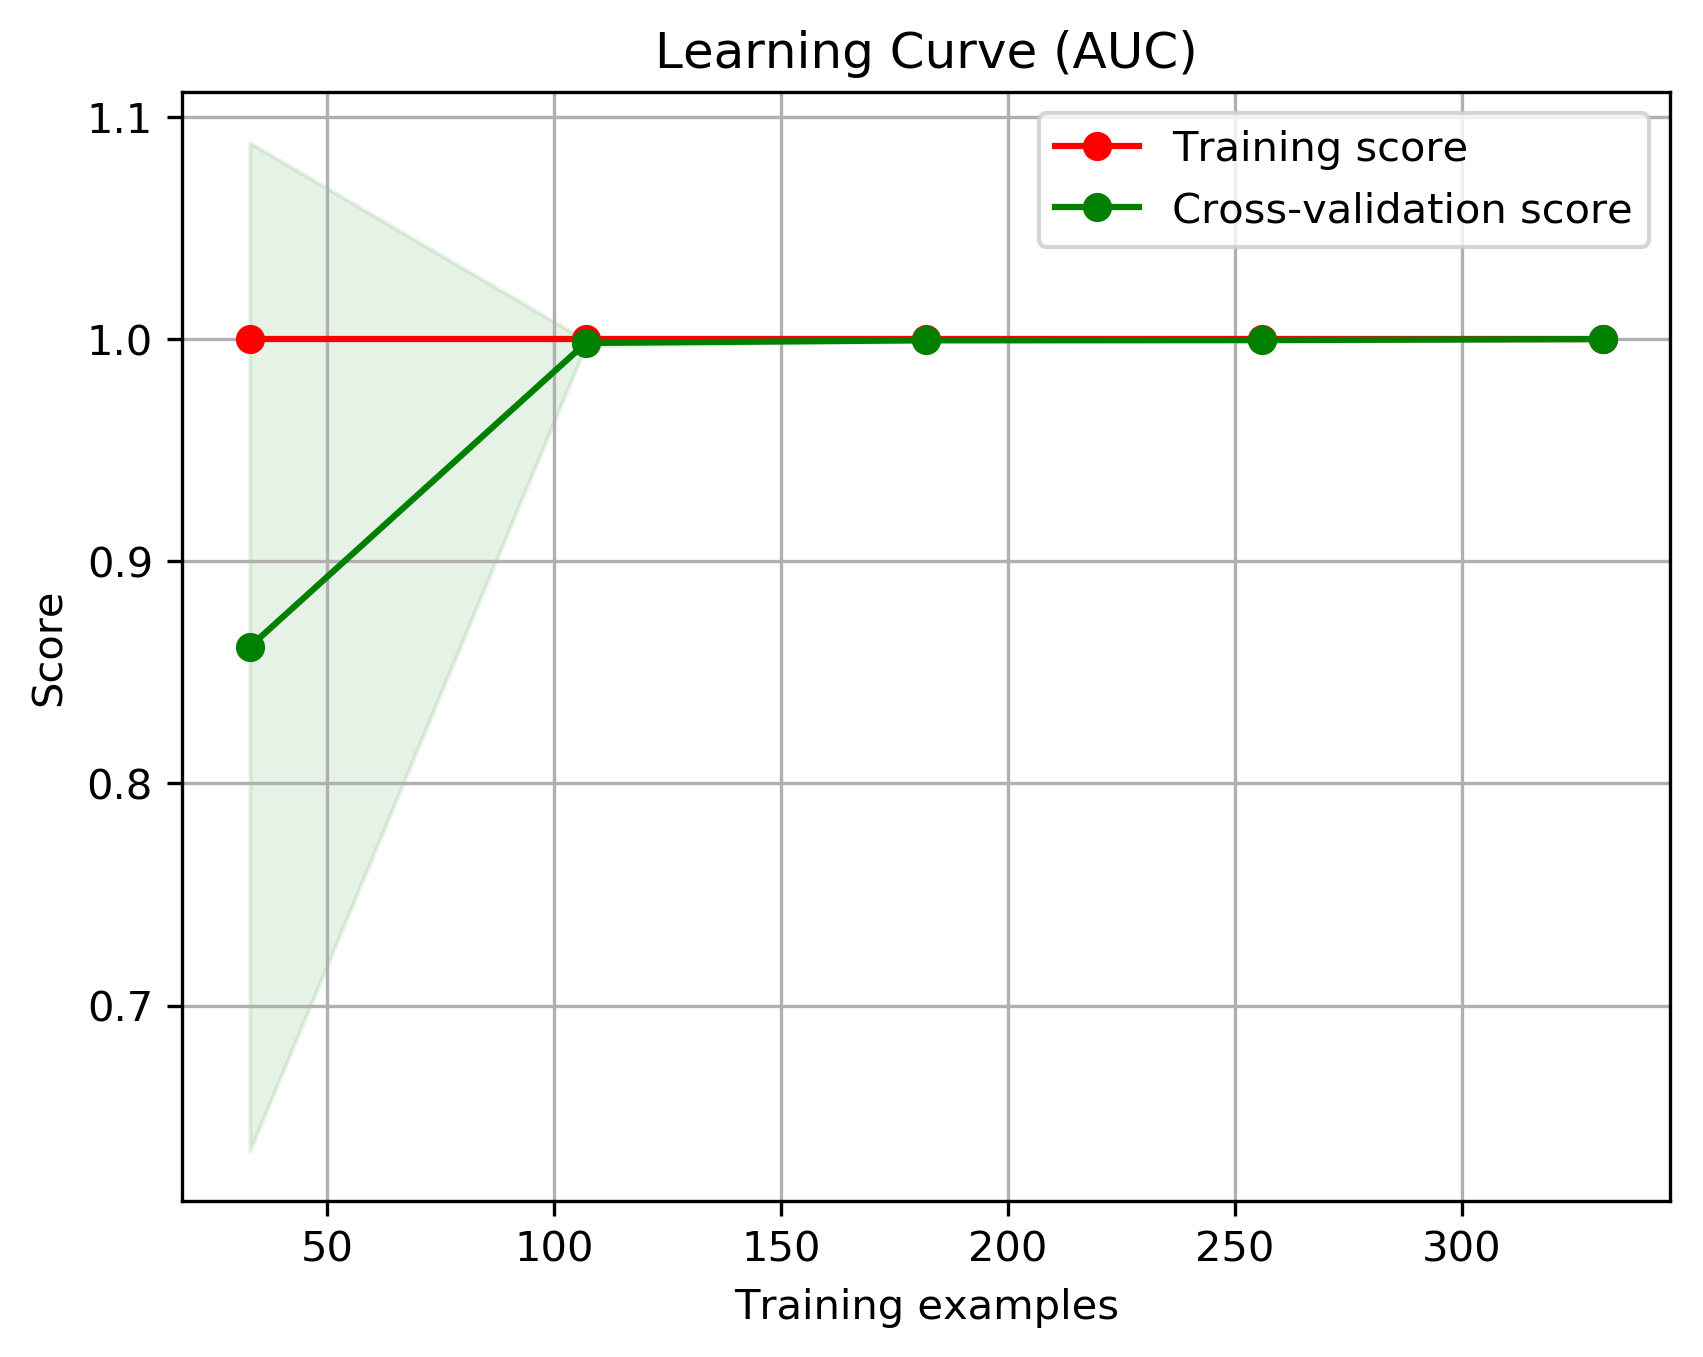 Learning Curve (AUC)
Training score
Cross-validation score
1.1
1.0
0.9
0.8
0.7
Score
50 100 150 200 250 300
Training examples